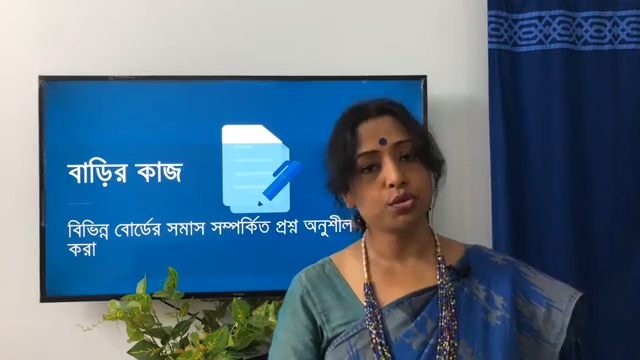 বাড়ির কাজ
বিভিন্ন বোর্ডের সমাস সম্পর্কিত প্রশ্ন অনুশীল
করা